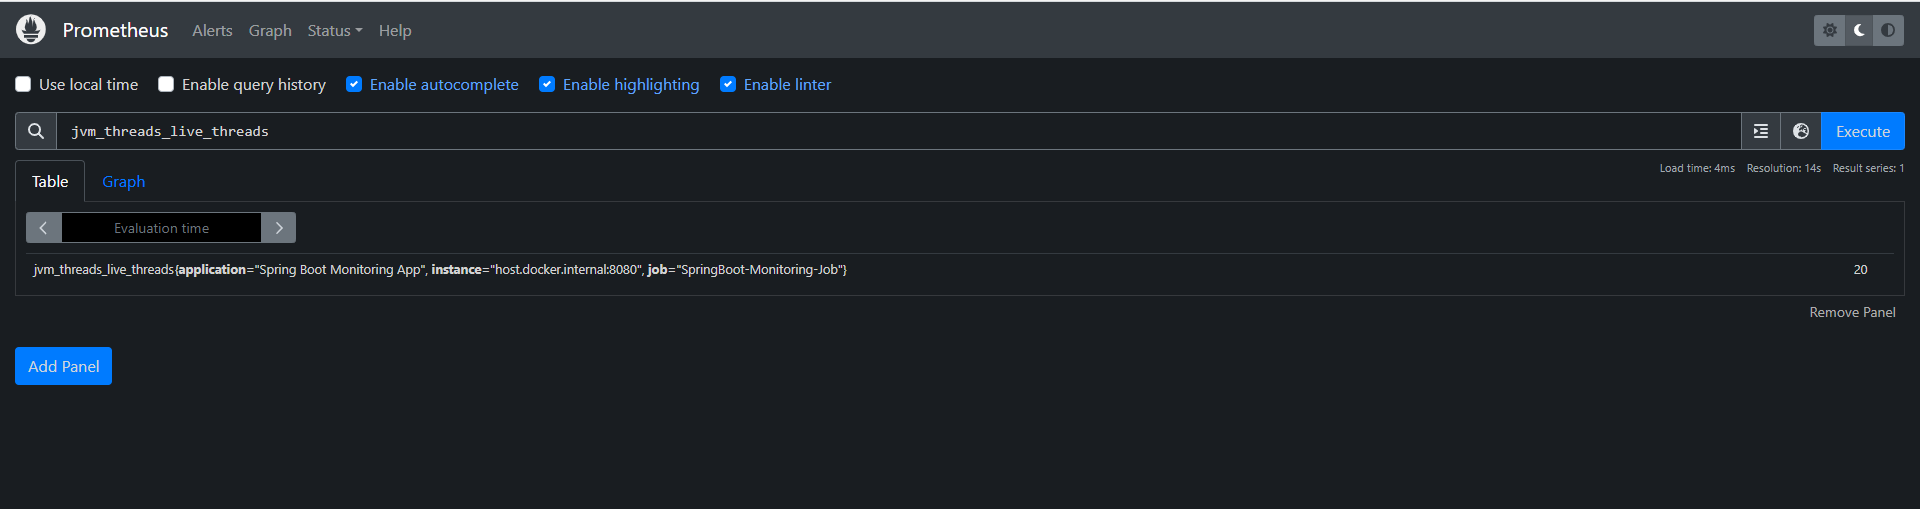 Prometheus Alerts Graph Status Help
Use local time Enable query history Enable autocomplete Enable highlighting Enable linter
jvm_threads_live_threads Execute
Table Graph Load time: 4ms Resolution: 14s Result series: 1
Evaluation time
jvm_threads_live_threads{application="Spring Boot Monitoring App", instance="host.docker.internal:8080", job="SpringBoot-Monitoring-Job"} 20
Remove Panel
Add Panel